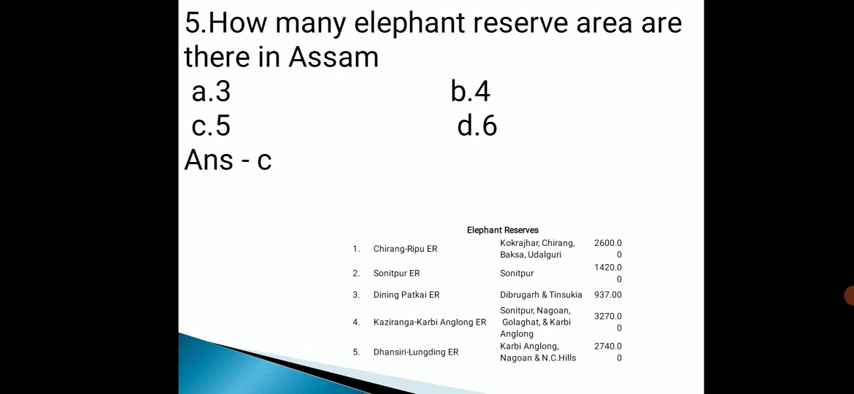 5.How many elephant reserve area are
there in Assam
a.3 b.4
c.5 d.6
Ans - c
Elephant Reserves
1. Chirang-Ripu ER Kokrajhar, Chirang, 2600.0
Baksa, Udalguri 0
2. Sonitpur ER Sonitpur 1420.0
0
3. Dining Patkai ER Dibrugarh & Tinsukia 937.00
Sonitpur, Nagoan,
4. Kaziranga-Karbi Anglong ER Golaghat, & Karbi 3270.0
Anglong 0
5. Dhansiri-Lungding ER Karbi Anglong, 2740.0
Nagoan & N.C.Hills 0